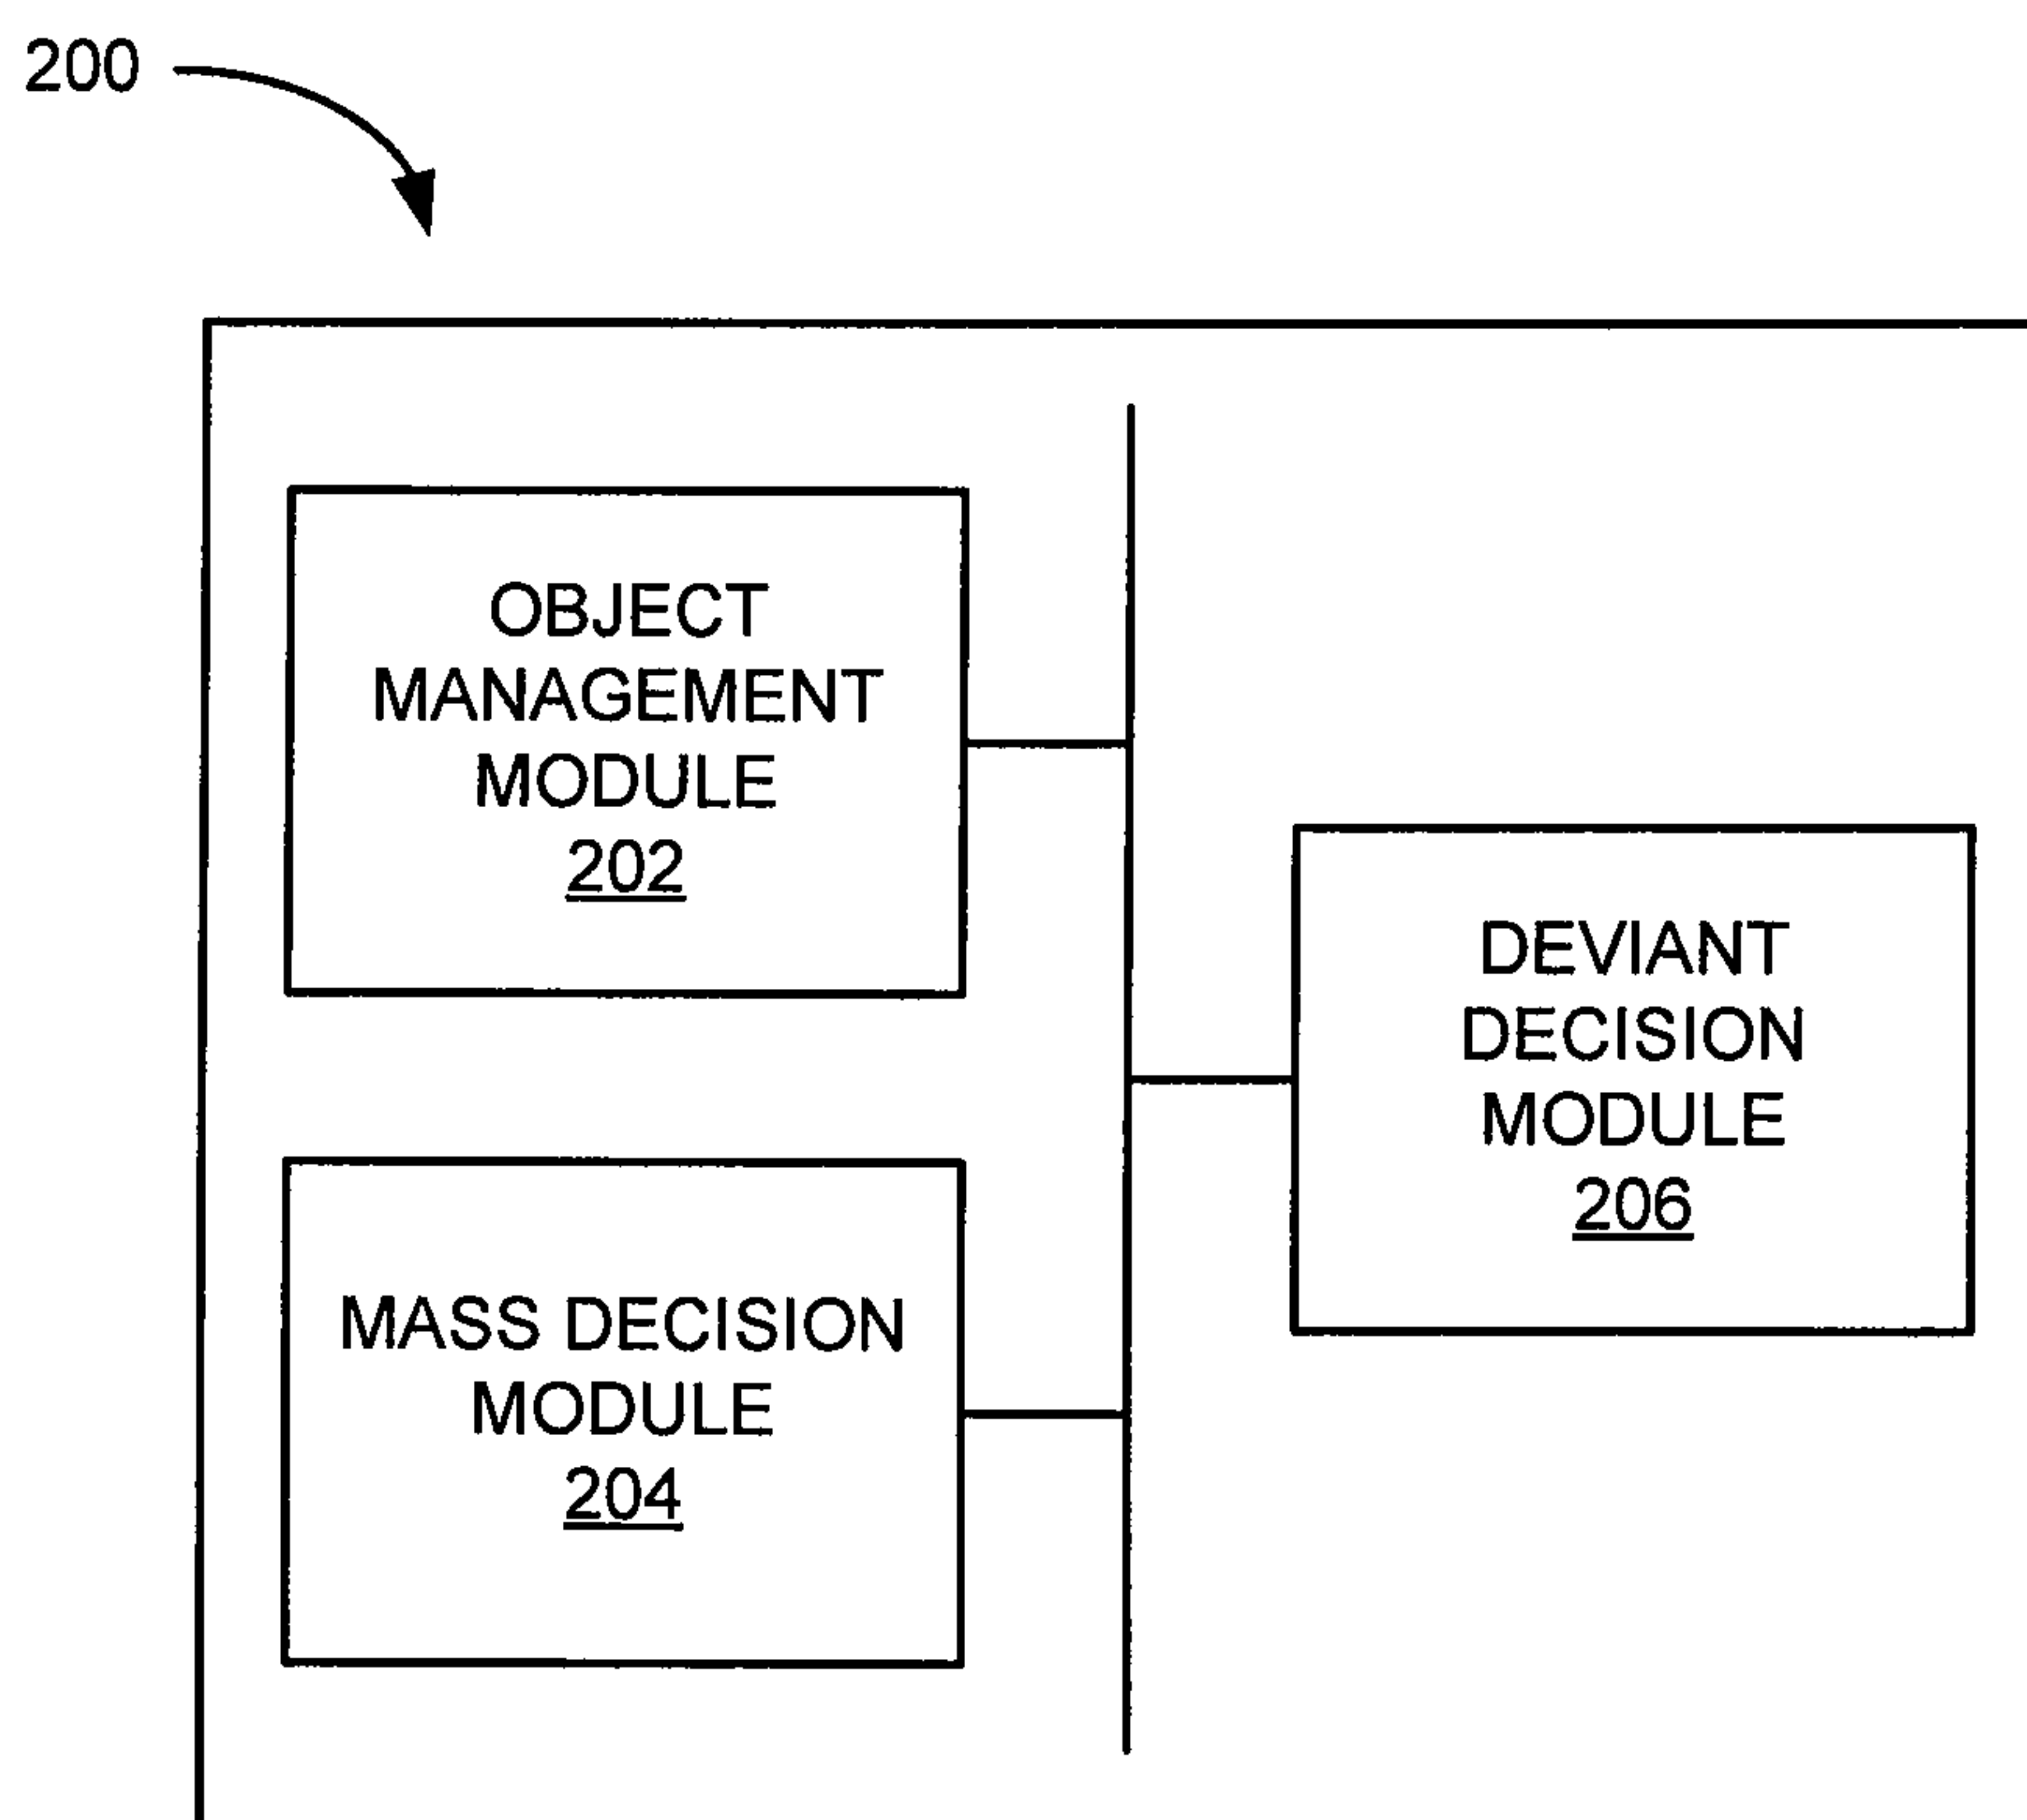 200
OBJECT
MANAGEMENT
MODULE
202
DEVIANT
DECISION
MODULE
206
MASS DECISION
MODULE
204